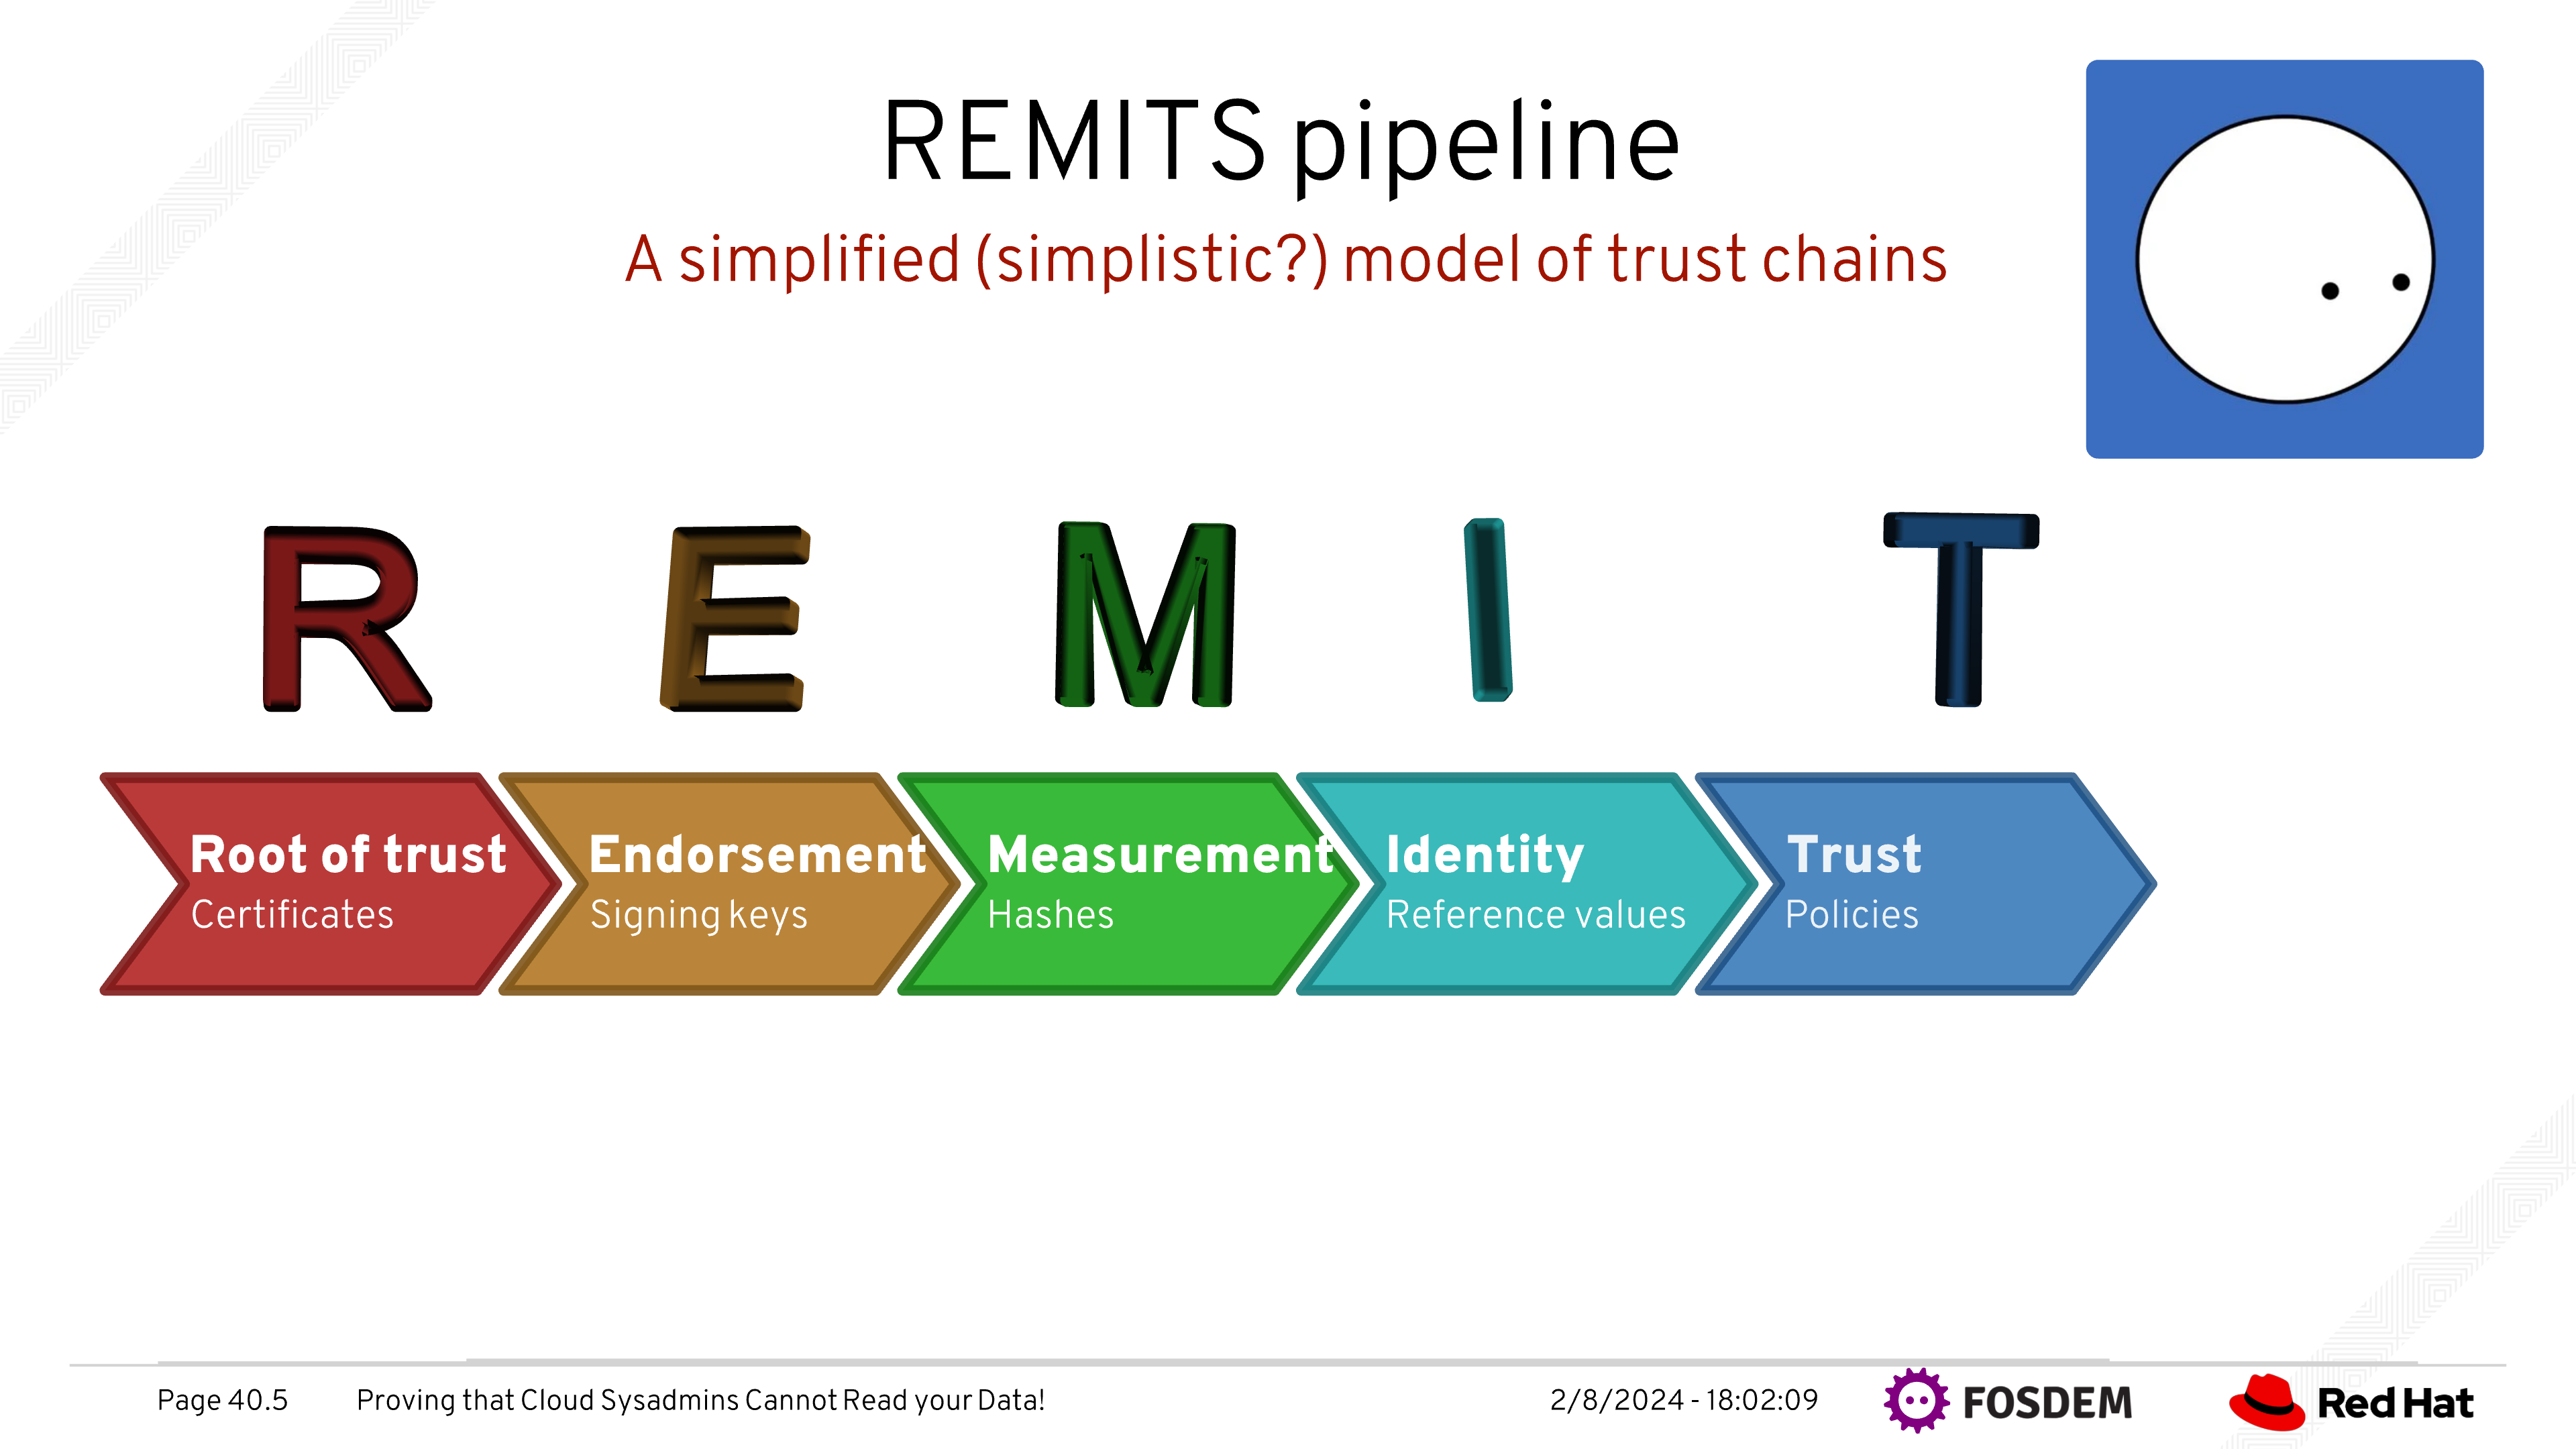 REMITS pipeline
A simplified (simplistic?) model of trust chains
R E M I T
Root of trust
Certificates
Endorsement
Signing keys
Measurement
Hashes
Identity
Reference values
Trust
Policies
Page 40.5 Proving that Cloud Sysadmins Cannot Read your Data! 2/8/2024 - 18:02:09 FOSDEM Red Hat